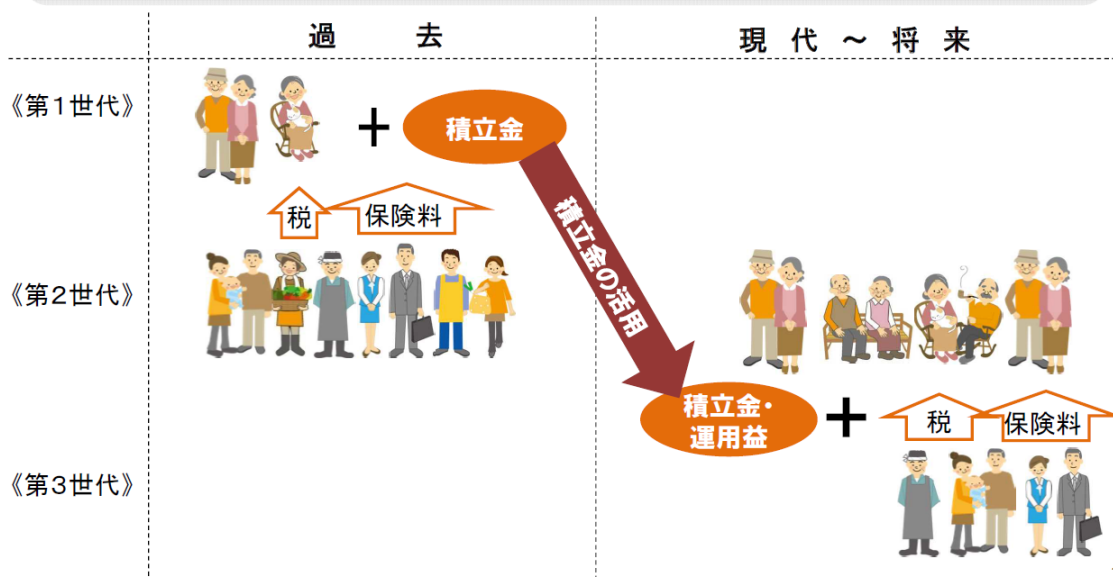 過去
現代～将来
《第1世代》
積立金
税
保険料
積立金の活用
《第2世代》
積立金・
運用益
税
保険料
《第3世代》